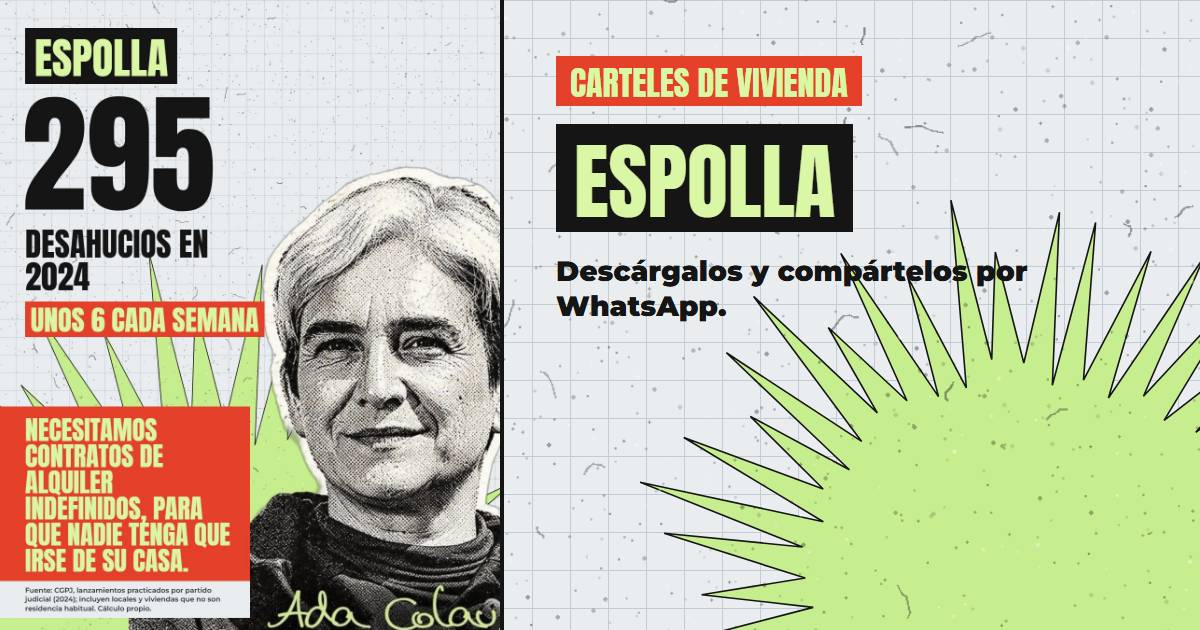 ESPOLLA
295
DESAHUCIOS EN
2024
UNOS 6 CADA SEMANA
NECESITAMOS
CONTRATOS DE
ALQUILER
INDEFINIDOS, PARA
QUE NADIE TENGA QUE
IRSE DE SU CASA.
Fuente: CGPJ, lanzamientos practicados por partido
judicial (2024); incluyen locales y viviendas que no son
residencia habitual. Cálculo propio.
Ada Colau
CARTELES DE VIVIENDA
ESPOLLA
Descárgalos y compártelos por
WhatsApp.